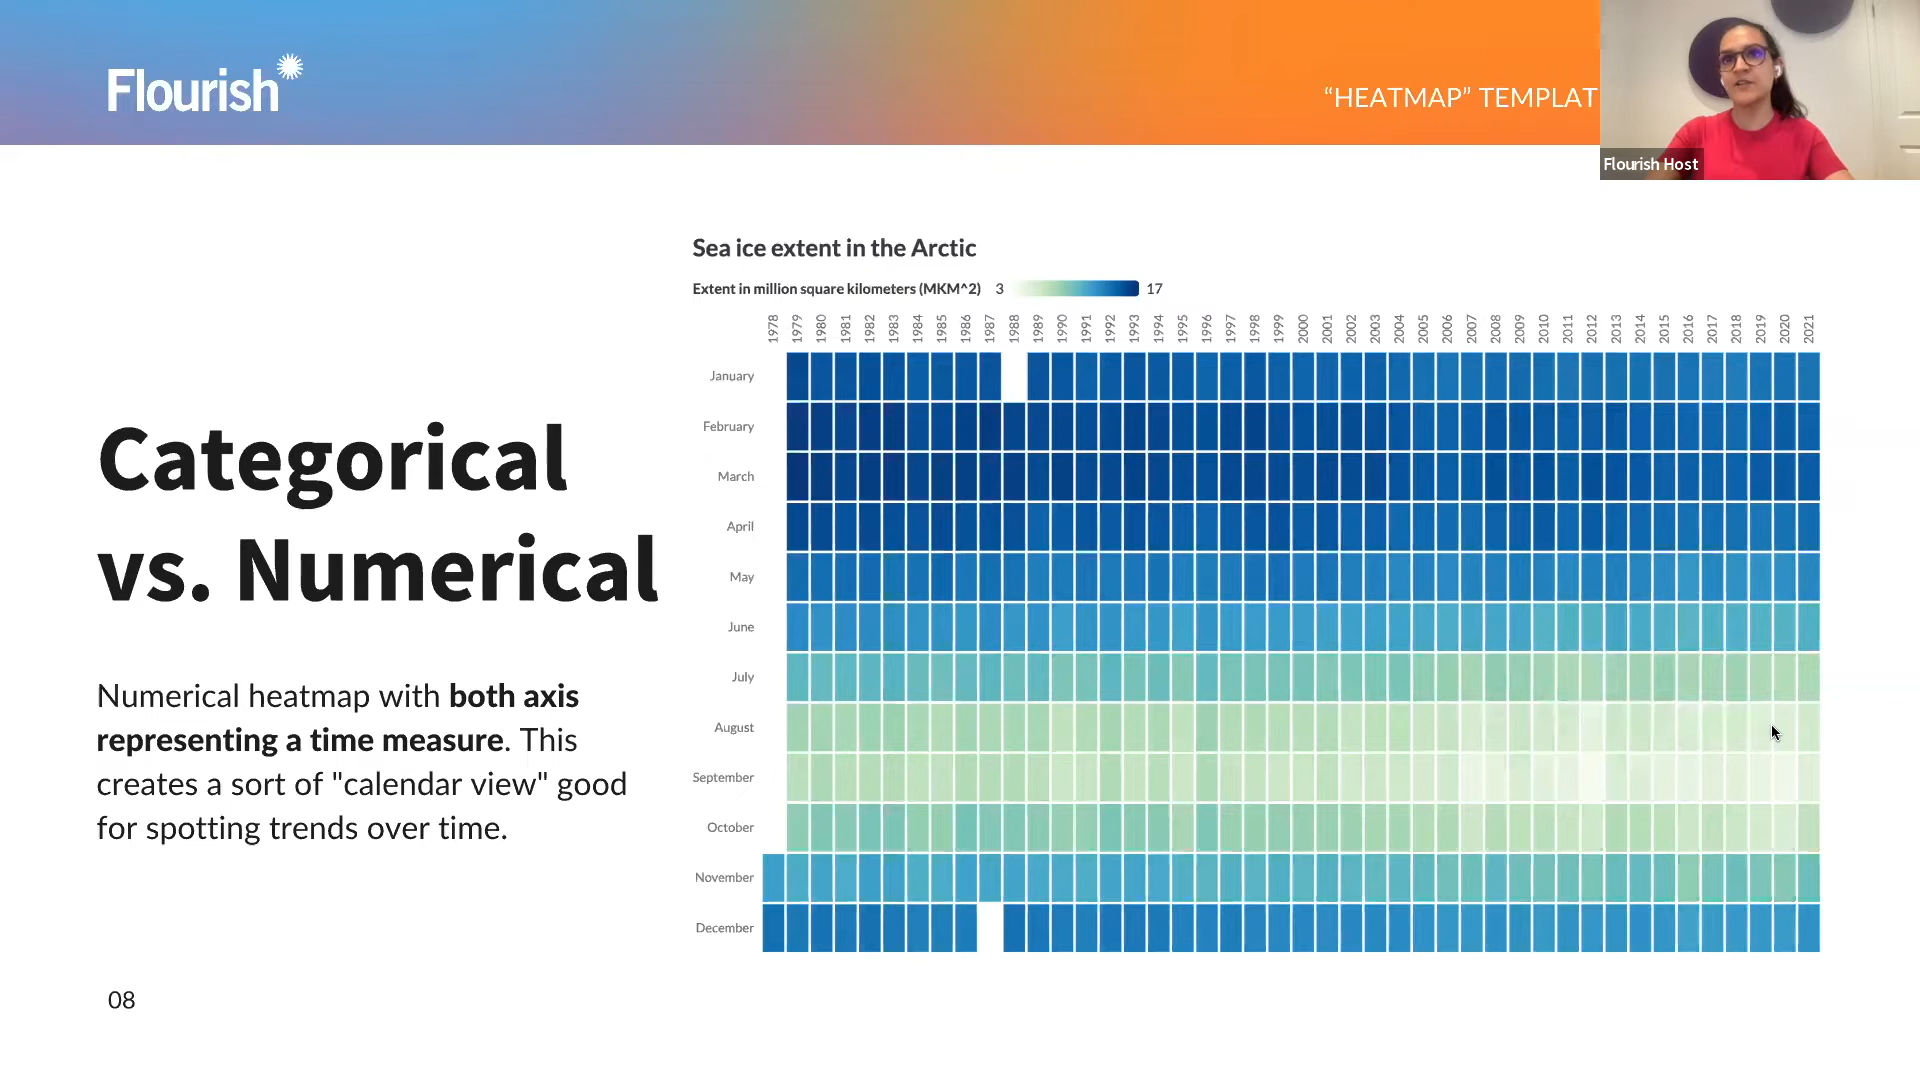 Flourish
“HEATMAP” TEMPLAT
Flourish Host
Categorical
vs. Numerical
Numerical heatmap with both axis
representing a time measure. This
creates a sort of "calendar view" good
for spotting trends over time.
08
Sea ice extent in the Arctic
Extent in million square kilometers (MKM^2) 3 17
1978 1979 1980 1981 1982 1983 1984 1985 1986 1987 1988 1989 1990 1991 1992 1993 1994 1995 1996 1997 1998 1999 2000 2001 2002 2003 2004 2005 2006 2007 2008 2009 2010 2011 2012 2013 2014 2015 2016 2017 2018 2019 2020 2021
January
February
March
April
May
June
July
August
September
October
November
December